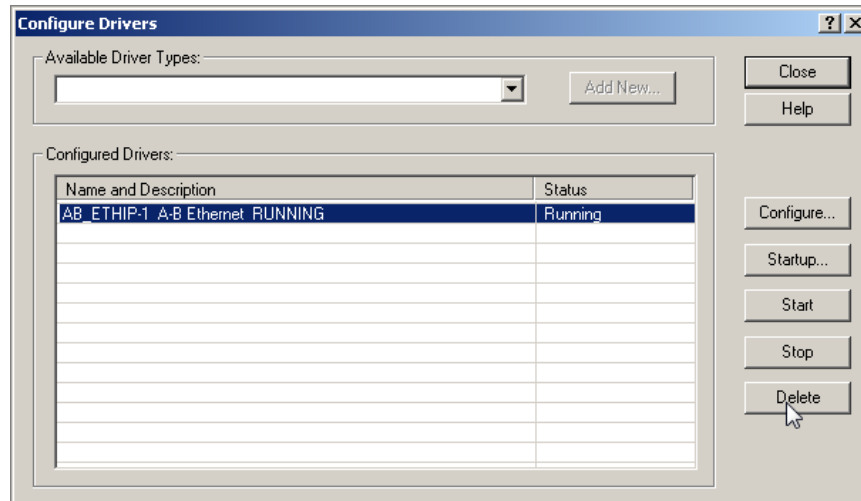 Configure Drivers
Available Driver Types:
Add New...
Close
Help
Configured Drivers:
Name and Description Status
AB_ETHIP-1 A-B Ethernet RUNNING Running
Configure...
Startup...
Start
Stop
Delete